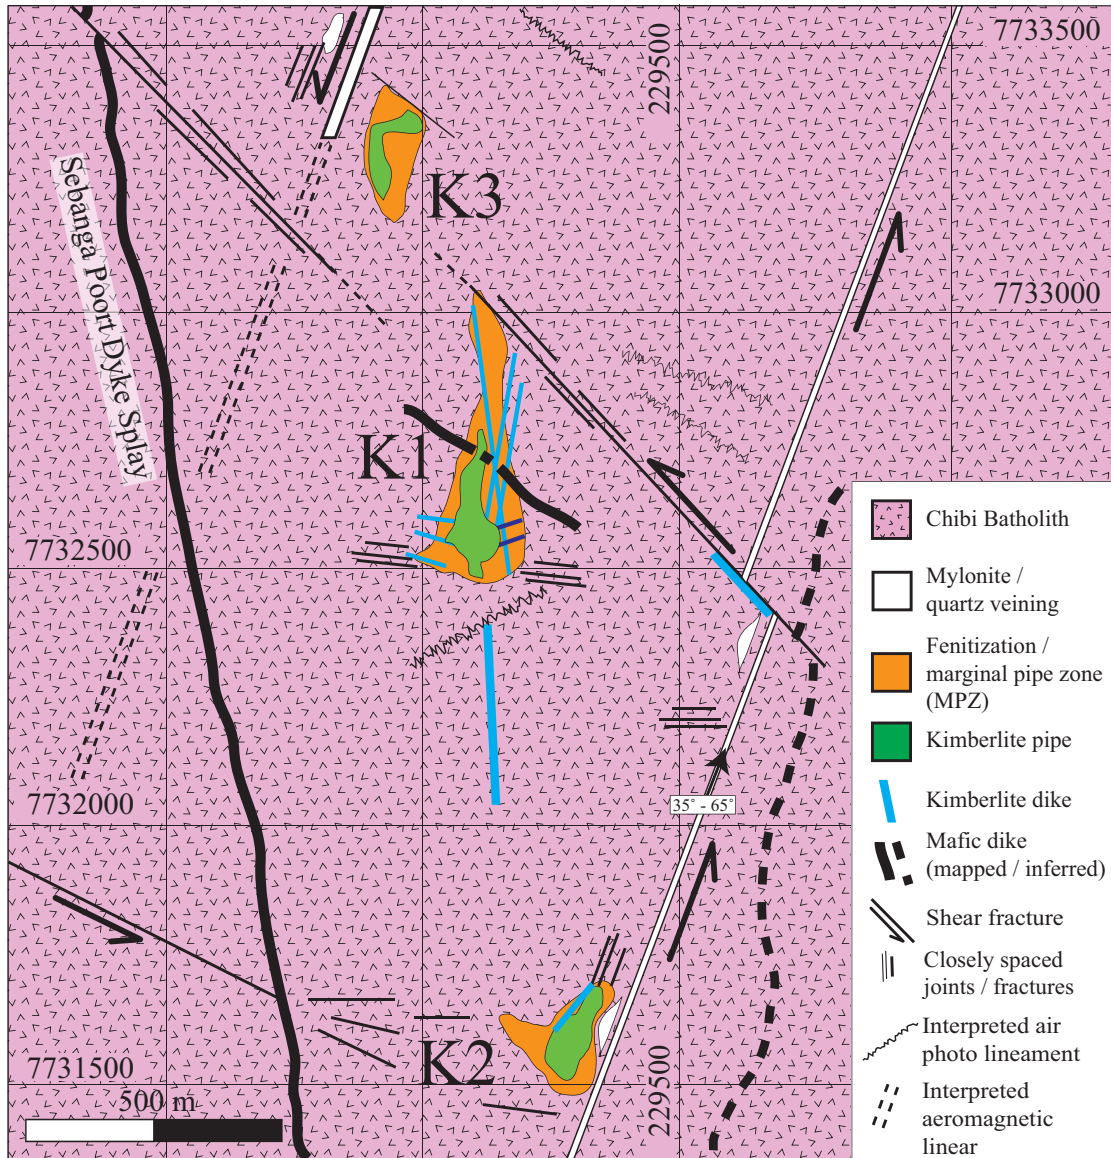 7733500
229500
Sebanga Poort Dyke Splay
K3
7733000
K1
7732500
Chibi Batholith
Mylonite /
quartz veining
Fenitization /
marginal pipe zone
(MPZ)
Kimberlite pipe
Kimberlite dike
Mafic dike
(mapped / inferred)
Shear fracture
Closely spaced
joints / fractures
Interpreted air
photo lineament
Interpreted
aeromagnetic
linear
7732000
35° - 65°
K2
7731500
229500
500 m